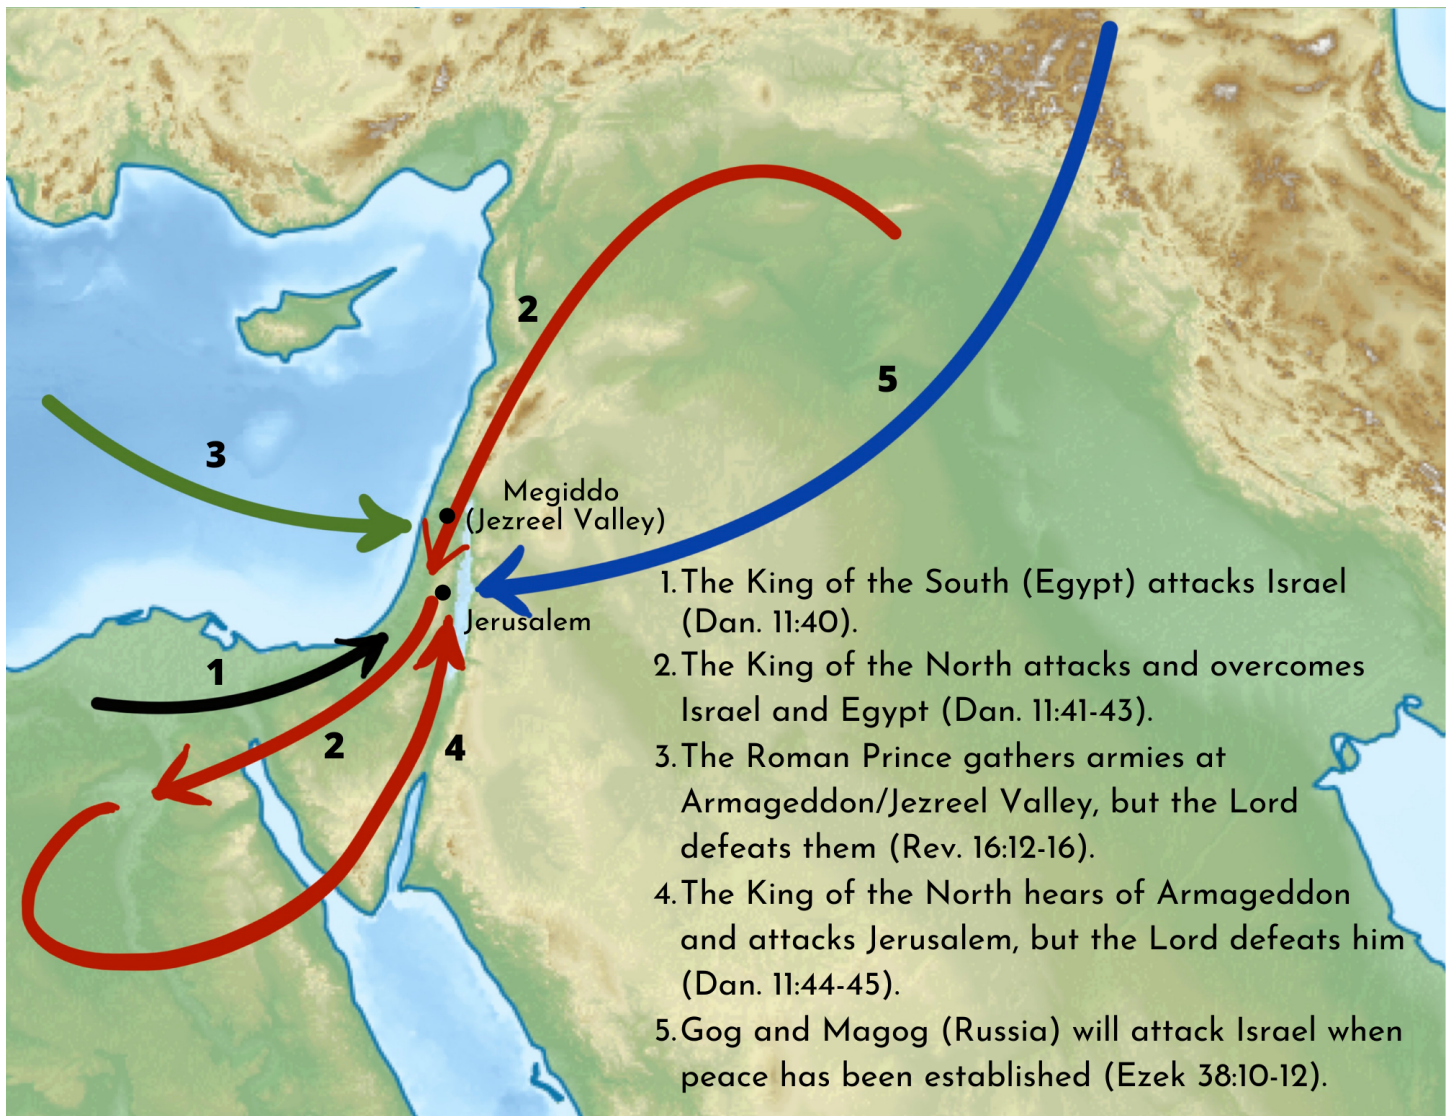 2
5
3
Megiddo
(Jezreel Valley)
Jerusalem
1
2
4
1. The King of the South (Egypt) attacks Israel
(Dan. 11:40).
2. The King of the North attacks and overcomes
Israel and Egypt (Dan. 11:41-43).
3. The Roman Prince gathers armies at
Armageddon/Jezreel Valley, but the Lord
defeats them (Rev. 16:12-16).
4. The King of the North hears of Armageddon
and attacks Jerusalem, but the Lord defeats him
(Dan. 11:44-45).
5. Gog and Magog (Russia) will attack Israel when
peace has been established (Ezek 38:10-12).